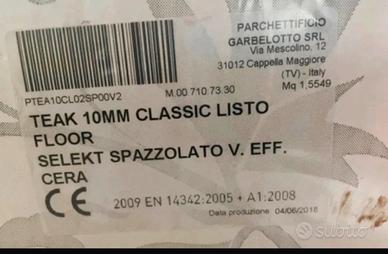 PARCHETTIFICIO
GARBELOTTO SRL
Via Mescolino, 12
31012 Cappella Maggiore
(TV) - Italy
Mq 1,5549
PTEA10CL02SP00V2
M.00 710 73.30
TEAK 10MM CLASSIC LISTO
FLOOR
SELEKT SPAZZOLATO V. EFF.
CERA
CE 2009 EN 14342:2005 + A1:2008
Data produzione 04/06/2018
subito